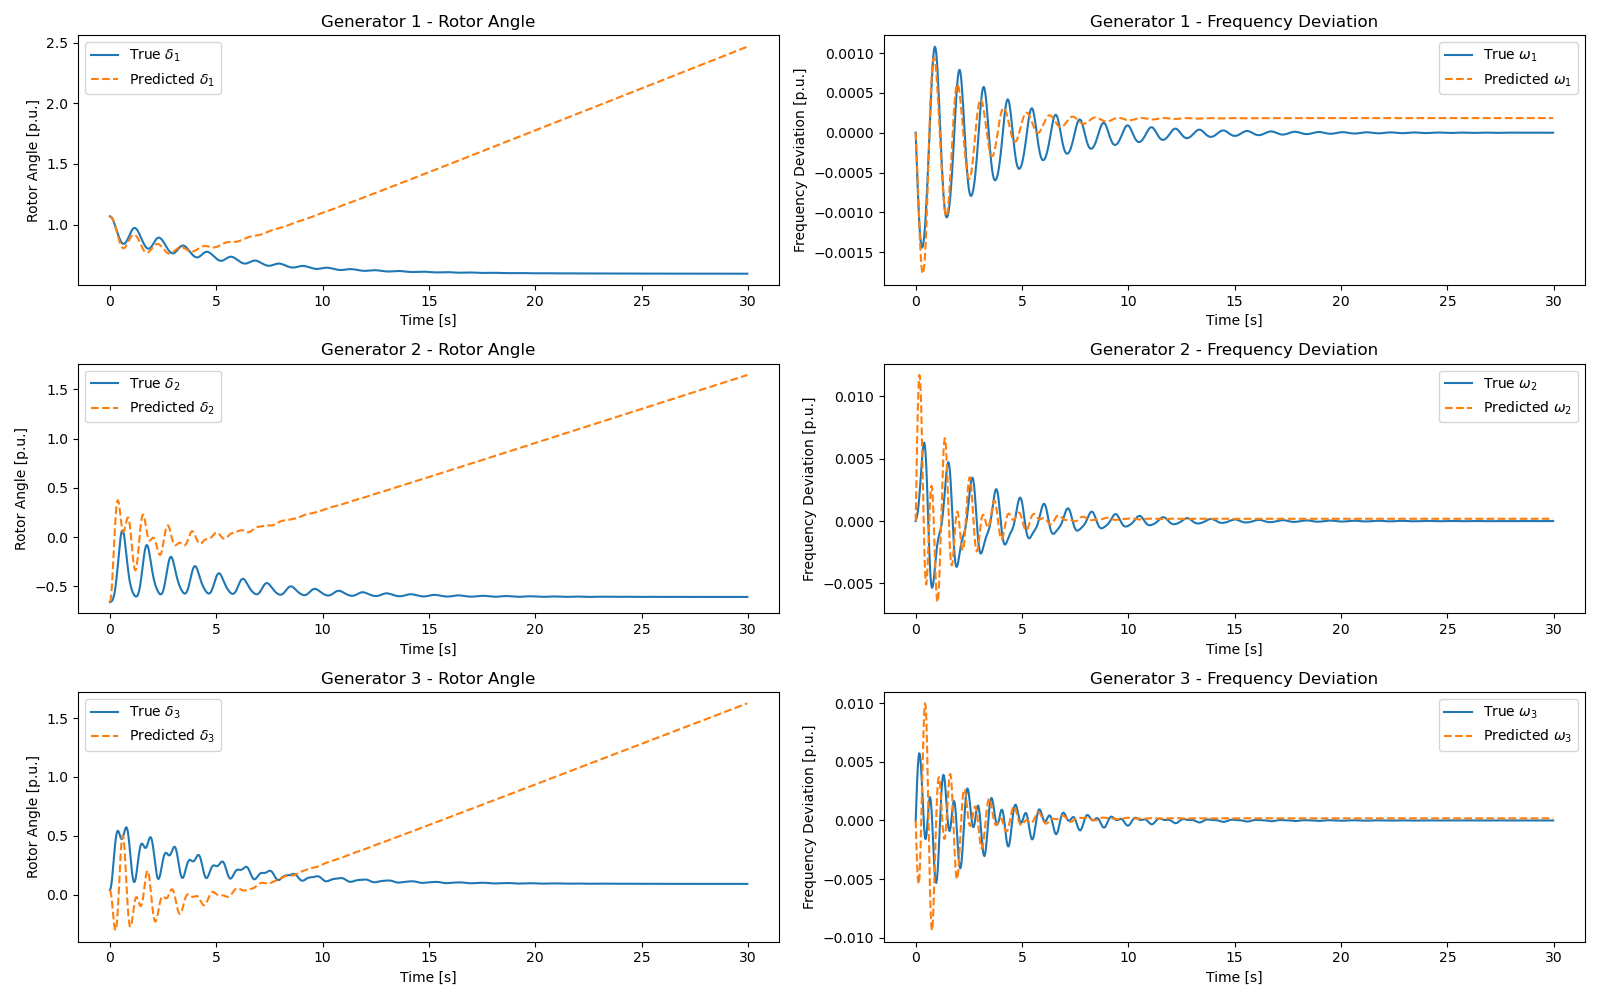 Generator 1 - Rotor Angle
True δ₁
Predicted δ₁
Rotor Angle [p.u.]
2.5
2.0
1.5
1.0
0 5 10 15 20 25 30
Time [s]
Generator 1 - Frequency Deviation
True ω₁
Predicted ω₁
Frequency Deviation [p.u.]
0.0010
0.0005
0.0000
−0.0005
−0.0010
−0.0015
0 5 10 15 20 25 30
Time [s]
Generator 2 - Rotor Angle
True δ₂
Predicted δ₂
Rotor Angle [p.u.]
1.5
1.0
0.5
0.0
−0.5
0 5 10 15 20 25 30
Time [s]
Generator 2 - Frequency Deviation
True ω₂
Predicted ω₂
Frequency Deviation [p.u.]
0.010
0.005
0.000
−0.005
0 5 10 15 20 25 30
Time [s]
Generator 3 - Rotor Angle
True δ₃
Predicted δ₃
Rotor Angle [p.u.]
1.5
1.0
0.5
0.0
0 5 10 15 20 25 30
Time [s]
Generator 3 - Frequency Deviation
True ω₃
Predicted ω₃
Frequency Deviation [p.u.]
0.010
0.005
0.000
−0.005
−0.010
0 5 10 15 20 25 30
Time [s]